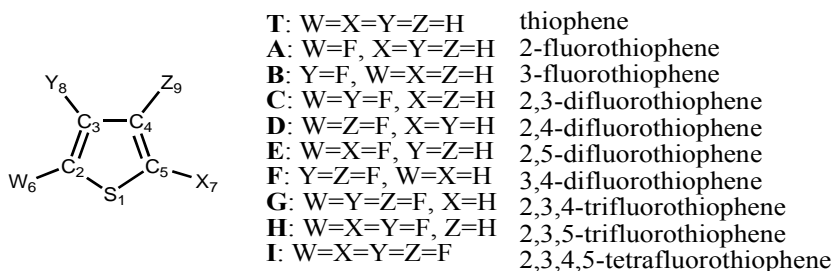 Y₈ Z₉
C₃ C₄
W₆ C₂ C₅ X₇
S₁
T: W=X=Y=Z=H thiophene
A: W=F, X=Y=Z=H 2-fluorothiophene
B: Y=F, W=X=Z=H 3-fluorothiophene
C: W=Y=F, X=Z=H 2,3-difluorothiophene
D: W=Z=F, X=Y=H 2,4-difluorothiophene
E: W=X=F, Y=Z=H 2,5-difluorothiophene
F: Y=Z=F, W=X=H 3,4-difluorothiophene
G: W=Y=Z=F, X=H 2,3,4-trifluorothiophene
H: W=X=Y=F, Z=H 2,3,5-trifluorothiophene
I: W=X=Y=Z=F 2,3,4,5-tetrafluorothiophene